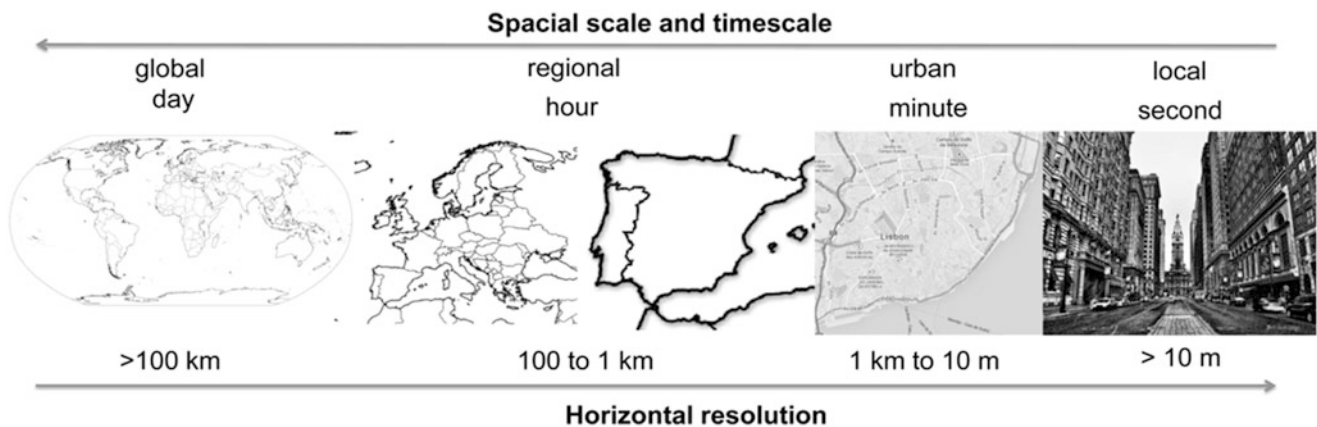 Spacial scale and timescale
global regional urban local
day hour minute second
Lisbon
>100 km 100 to 1 km 1 km to 10 m > 10 m
Horizontal resolution